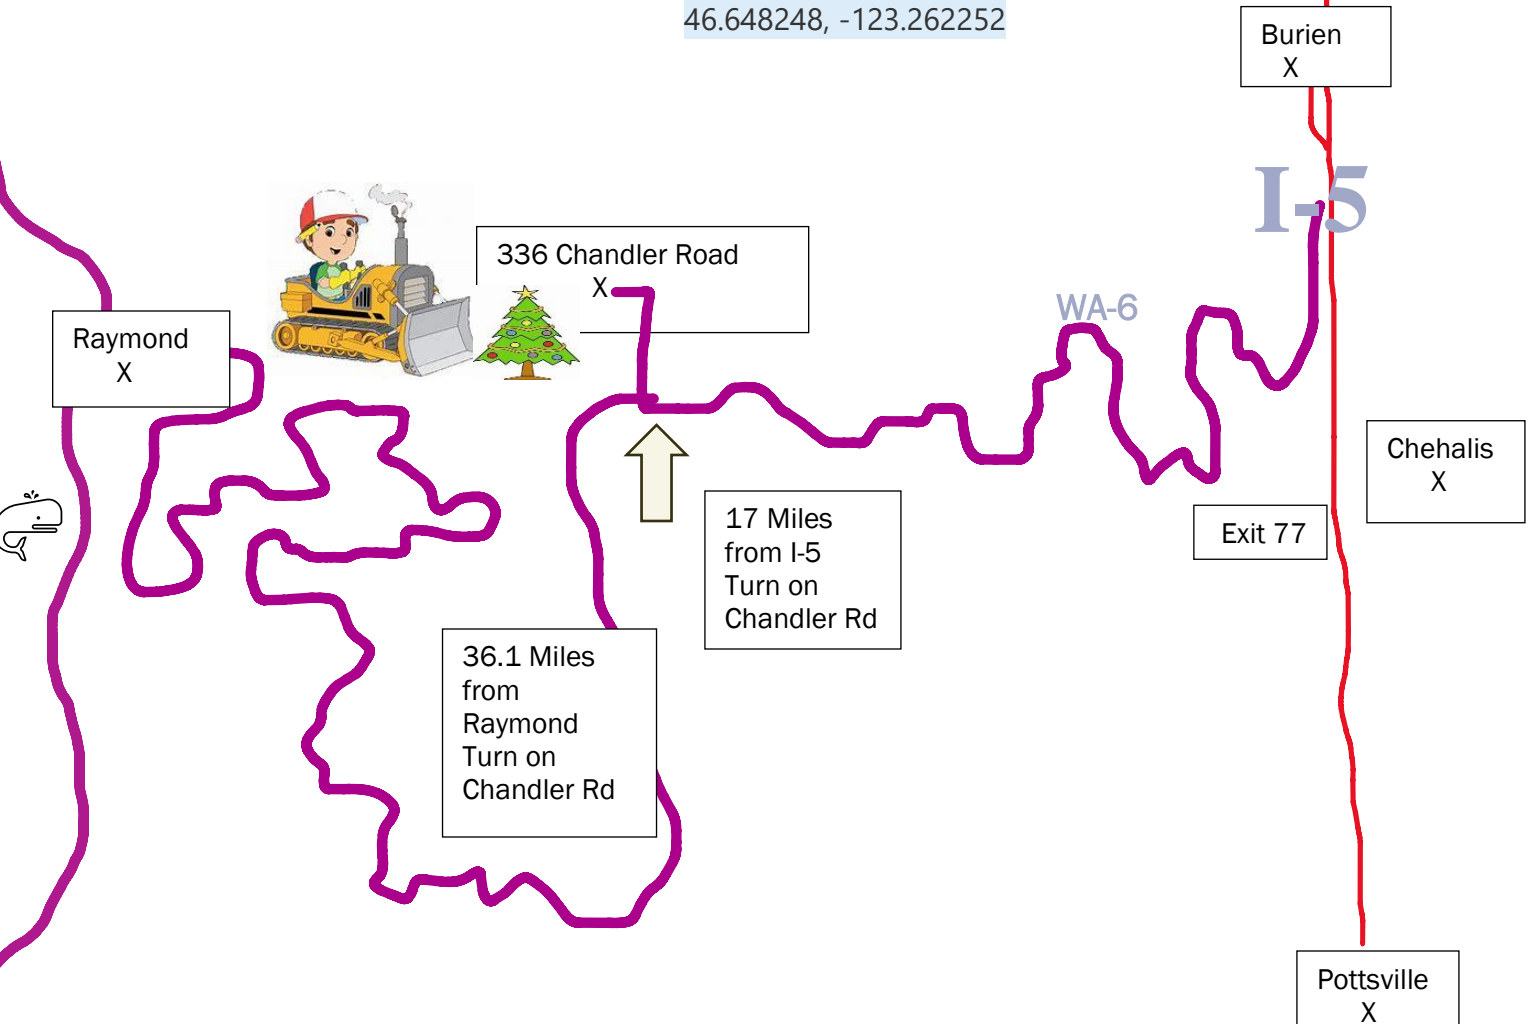 46.648248, -123.262252
Burien
X
I-5
336 Chandler Road
X
WA-6
Raymond
X
Chehalis
X
17 Miles
from I-5
Turn on
Chandler Rd
Exit 77
36.1 Miles
from
Raymond
Turn on
Chandler Rd
Pottsville
X